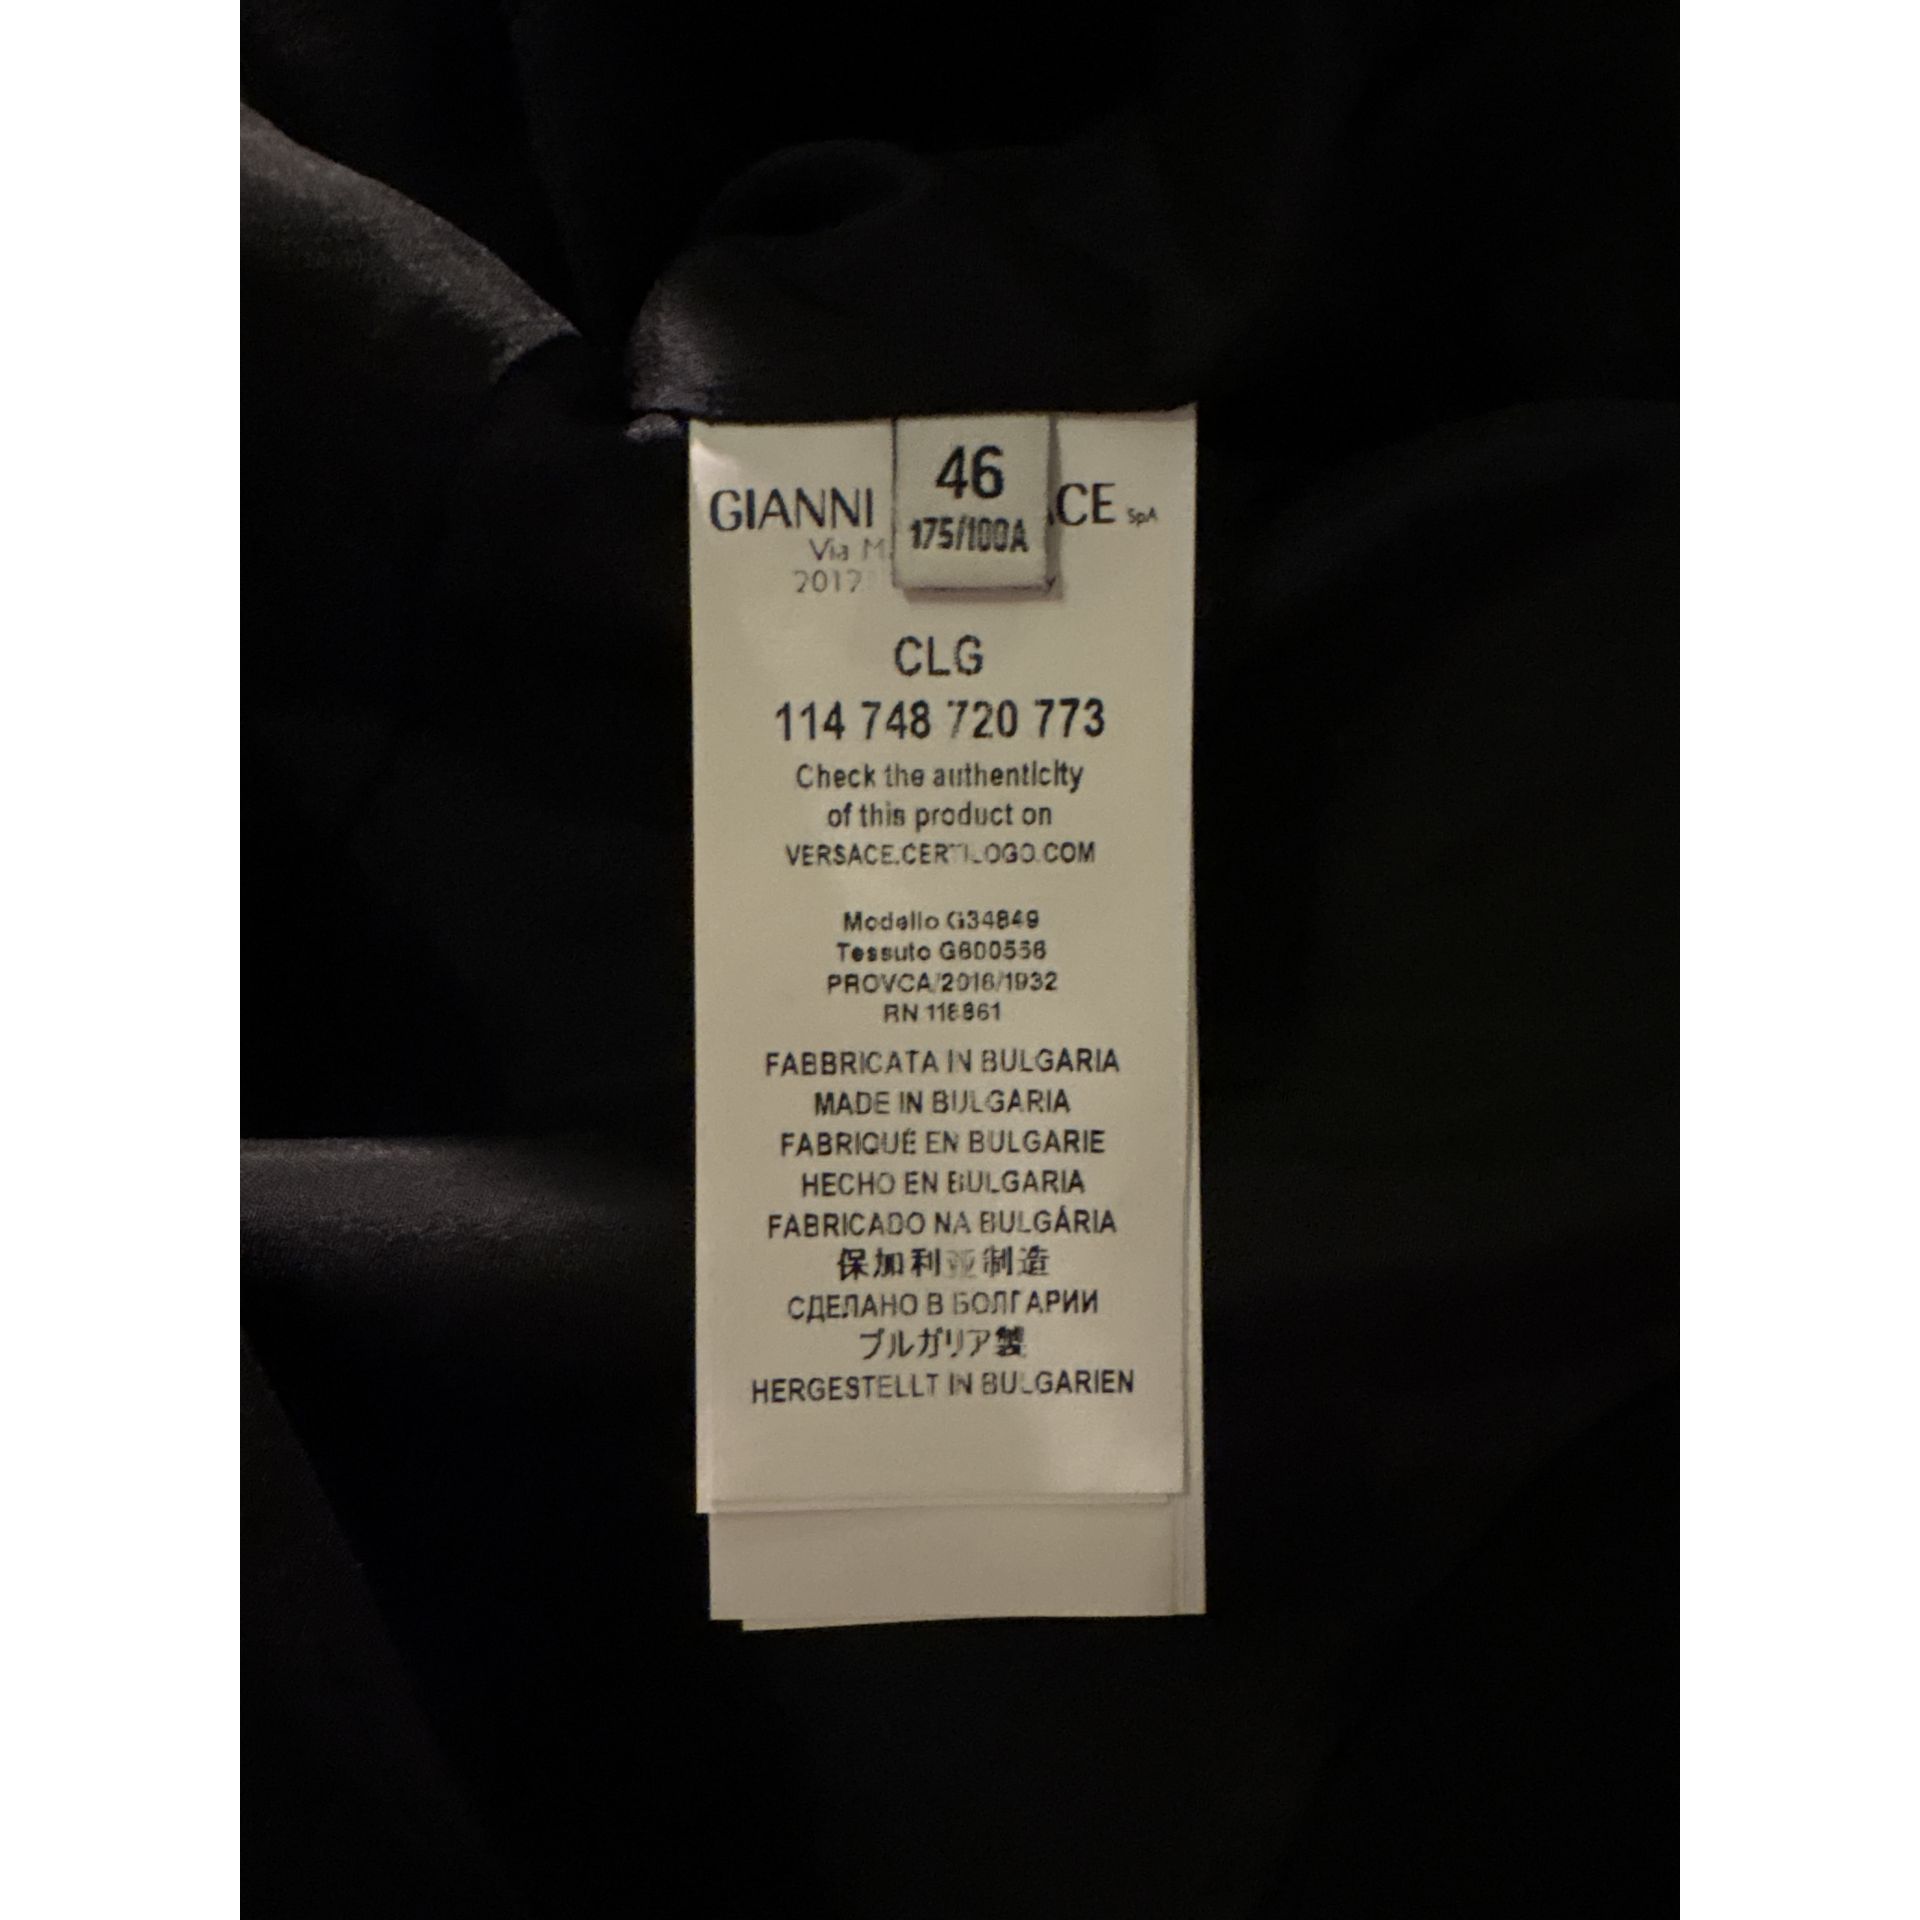 46
175/100A
GIANNI CE SpA
Via
CLG
114 748 720 773
Check the authenticity
of this product on
VERSACE.CERTILOGO.COM
Modello G34849
Tessuto G600556
PROVCA/2016/1932
RN 118861
FABBRICATA IN BULGARIA
MADE IN BULGARIA
FABRIQUÉ EN BULGARIE
HECHO EN BULGARIA
FABRICADO NA BULGÁRIA
保加利亚制造
СДЕЛАНО В БОЛГАРИИ
ブルガリア製
HERGESTELLT IN BULGARIEN